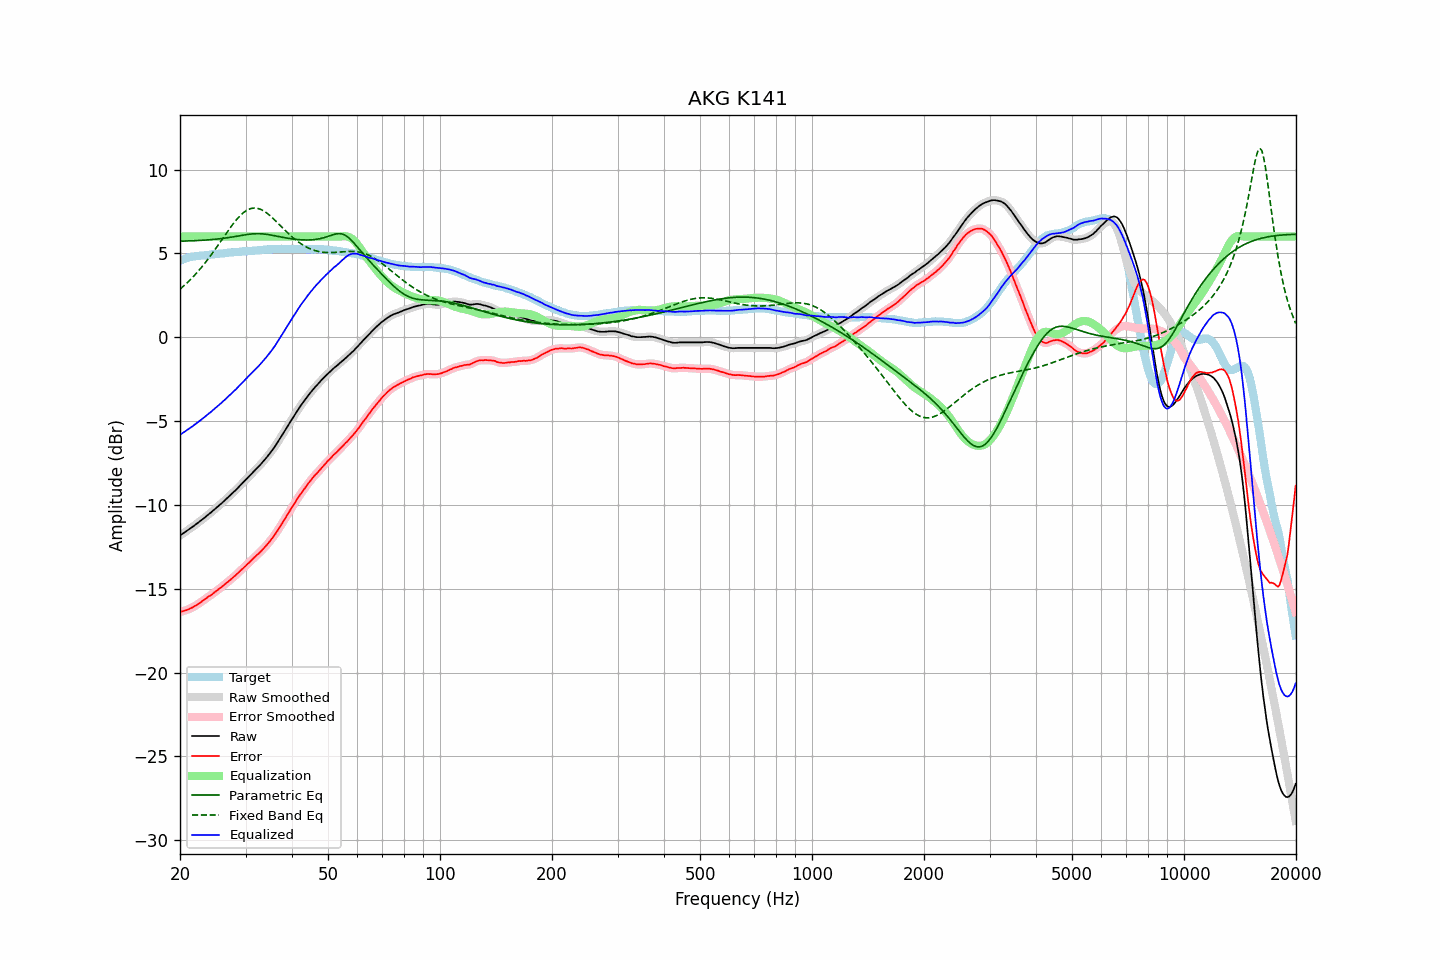 AKG K141
Amplitude (dBr)
10
5
0
−5
−10
−15
−20
−25
−30
Target
Raw Smoothed
Error Smoothed
Raw
Error
Equalization
Parametric Eq
Fixed Band Eq
Equalized
20 50 100 200 500 1000 2000 5000 10000 20000
Frequency (Hz)